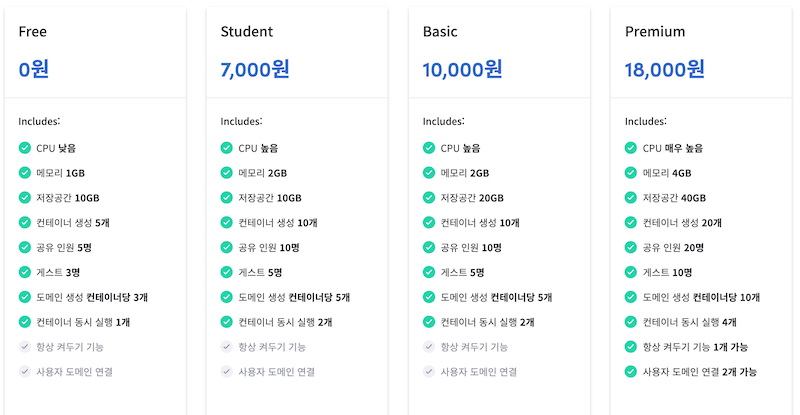 Free
0원
Includes:
CPU 낮음
메모리 1GB
저장공간 10GB
컨테이너 생성 5개
공유 인원 5명
게스트 3명
도메인 생성 컨테이너당 3개
컨테이너 동시 실행 1개
항상 켜두기 기능
사용자 도메인 연결
Student
7,000원
Includes:
CPU 높음
메모리 2GB
저장공간 10GB
컨테이너 생성 10개
공유 인원 10명
게스트 5명
도메인 생성 컨테이너당 5개
컨테이너 동시 실행 2개
항상 켜두기 기능
사용자 도메인 연결
Basic
10,000원
Includes:
CPU 높음
메모리 2GB
저장공간 20GB
컨테이너 생성 10개
공유 인원 10명
게스트 5명
도메인 생성 컨테이너당 5개
컨테이너 동시 실행 2개
항상 켜두기 기능
사용자 도메인 연결
Premium
18,000원
Includes:
CPU 매우 높음
메모리 4GB
저장공간 40GB
컨테이너 생성 20개
공유 인원 20명
게스트 10명
도메인 생성 컨테이너당 10개
컨테이너 동시 실행 4개
항상 켜두기 기능 1개 가능
사용자 도메인 연결 2개 가능